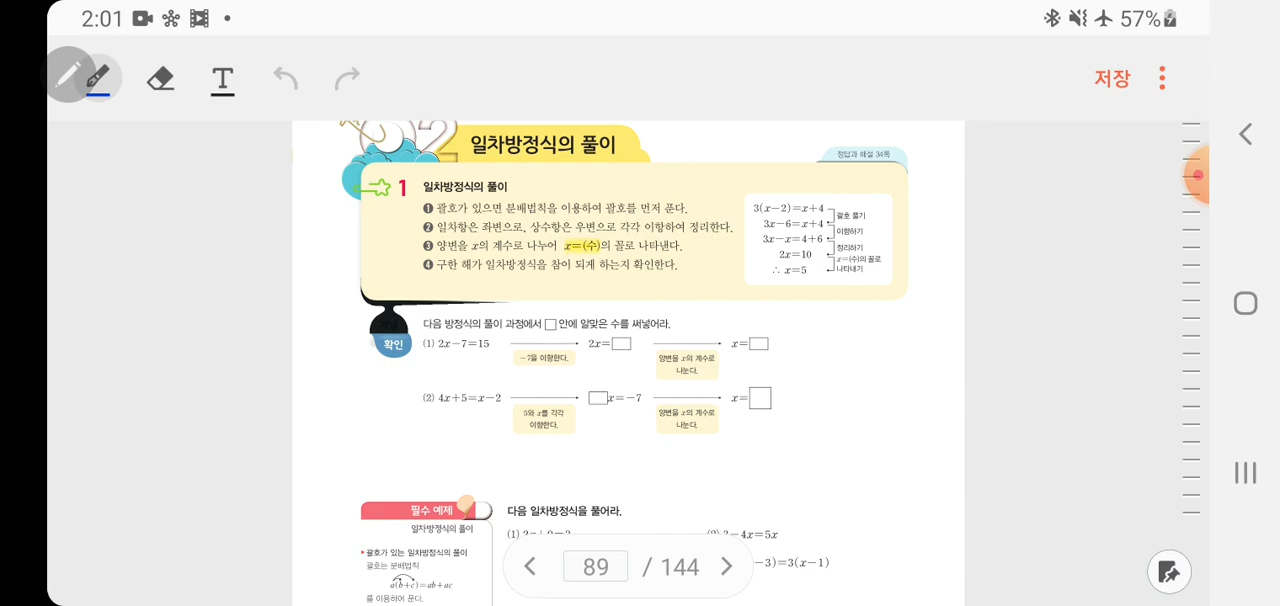 2:01
57%
T
저장
02 일차방정식의 풀이
정답과 해설 34쪽
1 일차방정식의 풀이
❶ 괄호가 있으면 분배법칙을 이용하여 괄호를 먼저 푼다.
❷ 일차항은 좌변으로, 상수항은 우변으로 각각 이항하여 정리한다.
❸ 양변을 x의 계수로 나누어 x=(수)의 꼴로 나타낸다.
❹ 구한 해가 일차방정식을 참이 되게 하는지 확인한다.
3(x-2)=x+4
괄호 풀기
3x-6=x+4
이항하기
3x-x=4+6
정리하기
2x=10
x=(수)의 꼴로
나타내기
∴ x=5
확인
다음 방정식의 풀이 과정에서 □ 안에 알맞은 수를 써넣어라.
(1) 2x-7=15 → 2x=□ → x=□
-7을 이항한다. 양변을 x의 계수로
나눈다.
(2) 4x+5=x-2 → □x=-7 → x=□
5와 x를 각각 양변을 x의 계수로
이항한다. 나눈다.
필수 예제
다음 일차방정식을 풀어라.
일차방정식의 풀이
(1)
-4x=5x
▸괄호가 있는 일차방정식의 풀이
괄호는 분배법칙
-3)=3(x-1)
a(b+c)=ab+ac
를 이용하여 푼다.
89 / 144